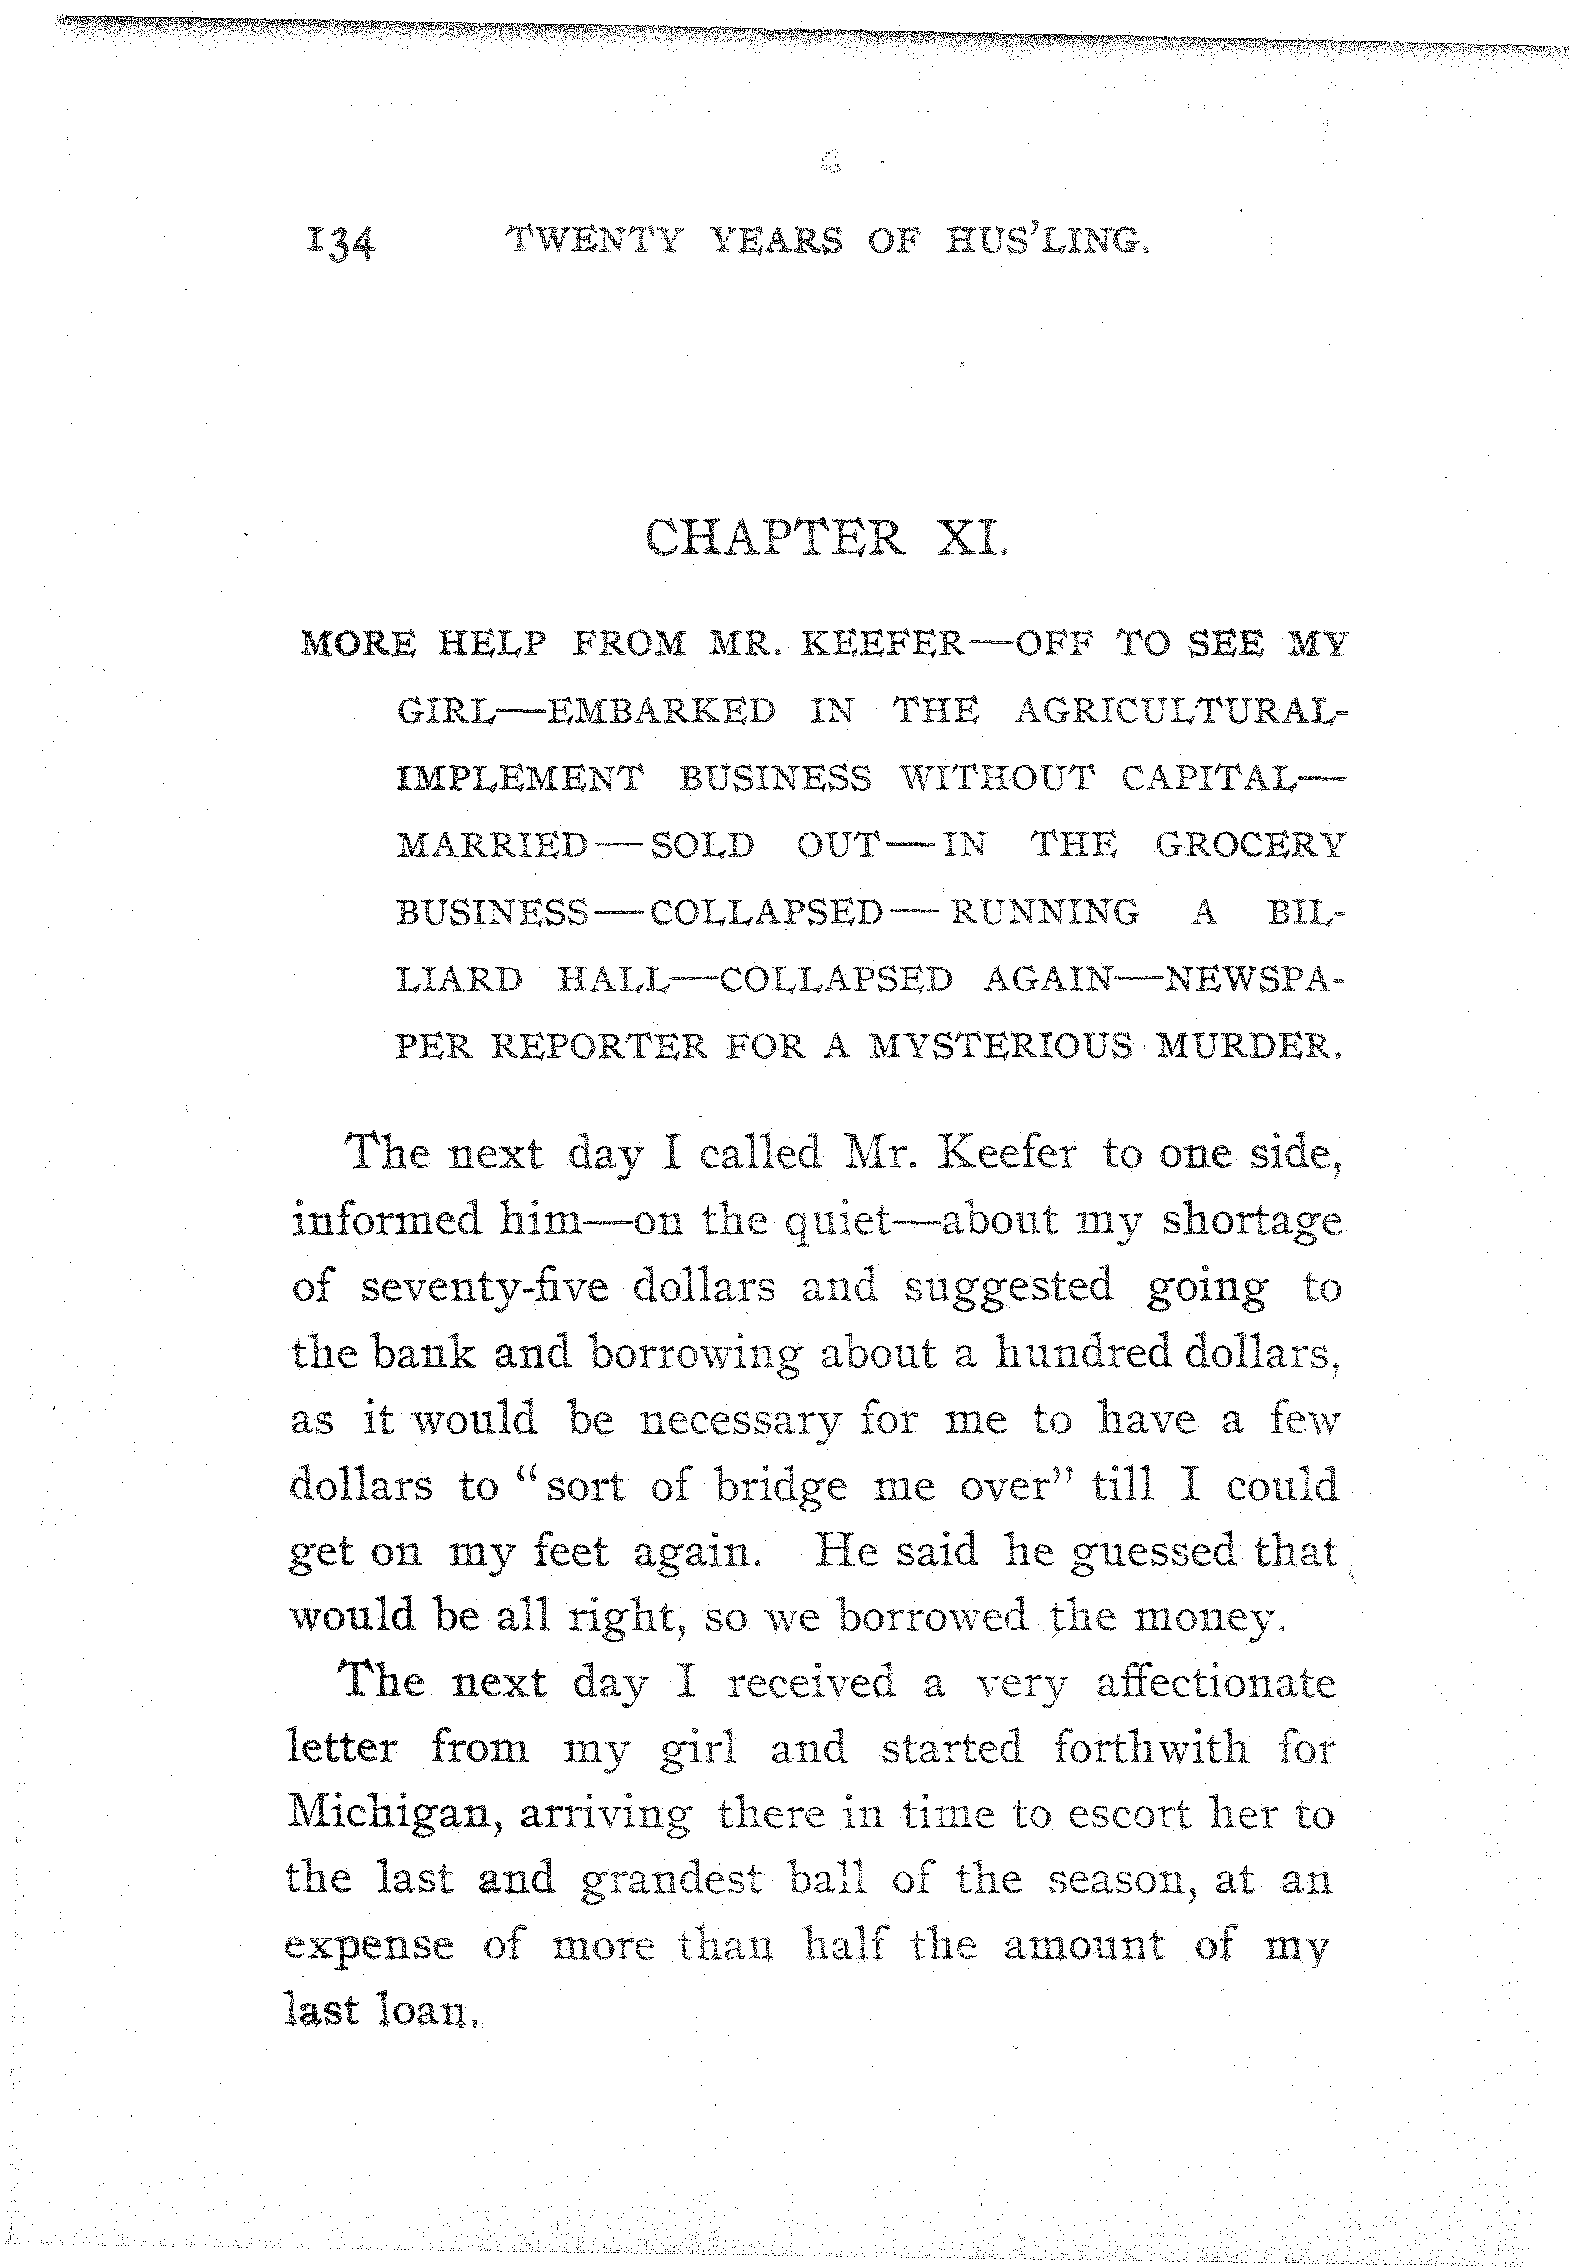 134 TWENTY YEARS OF HUS'LING.
CHAPTER XI.
MORE HELP FROM MR. KEEFER—OFF TO SEE MY
GIRL—EMBARKED IN THE AGRICULTURAL-
IMPLEMENT BUSINESS WITHOUT CAPITAL—
MARRIED—SOLD OUT—IN THE GROCERY
BUSINESS—COLLAPSED—RUNNING A BIL-
LIARD HALL—COLLAPSED AGAIN—NEWSPA-
PER REPORTER FOR A MYSTERIOUS MURDER.
The next day I called Mr. Keefer to one side,
informed him—on the quiet—about my shortage
of seventy-five dollars and suggested going to
the bank and borrowing about a hundred dollars,
as it would be necessary for me to have a few
dollars to "sort of bridge me over" till I could
get on my feet again. He said he guessed that
would be all right, so we borrowed the money.
The next day I received a very affectionate
letter from my girl and started forthwith for
Michigan, arriving there in time to escort her to
the last and grandest ball of the season, at an
expense of more than half the amount of my
last loan.